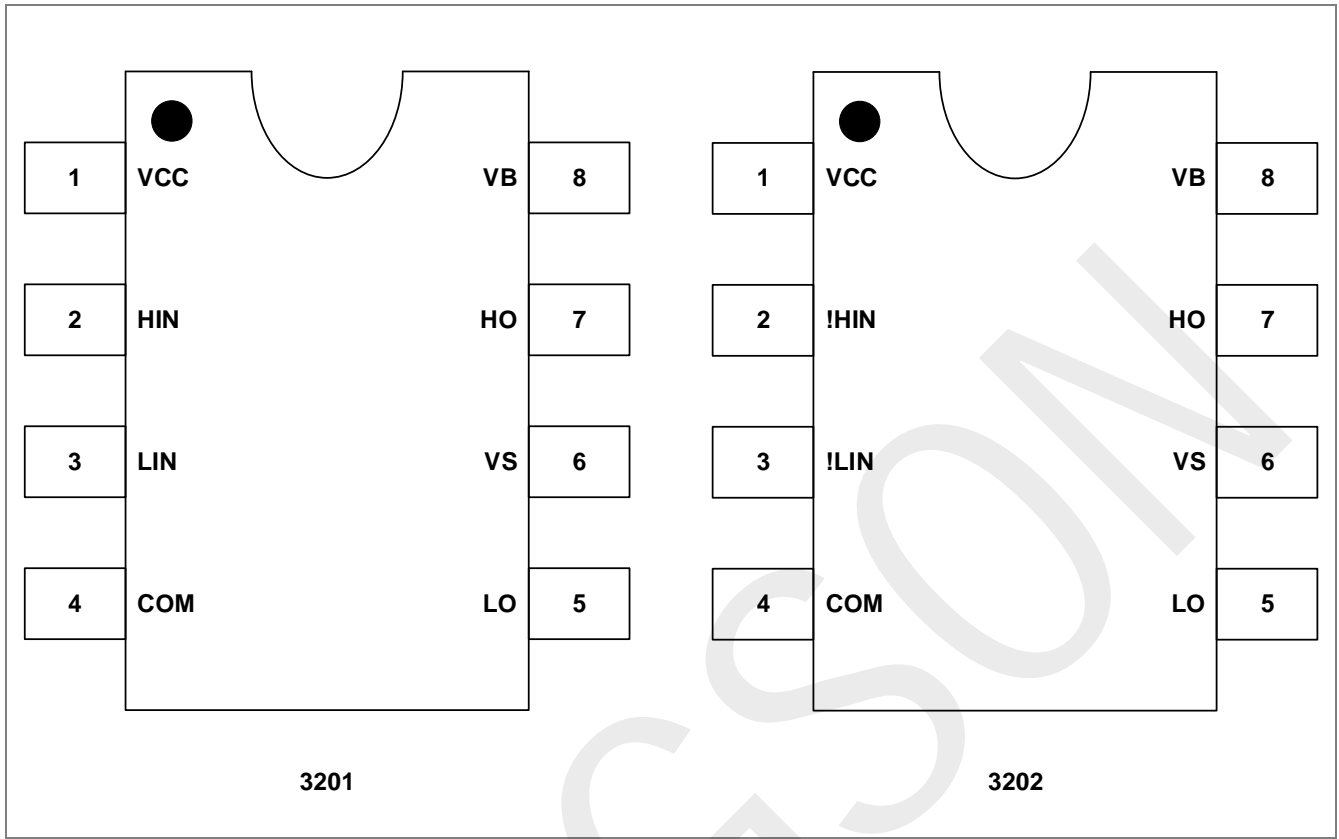 1 VCC VB 8
2 HIN HO 7
3 LIN VS 6
4 COM LO 5
3201
1 VCC VB 8
2 !HIN HO 7
3 !LIN VS 6
4 COM LO 5
3202
GSON